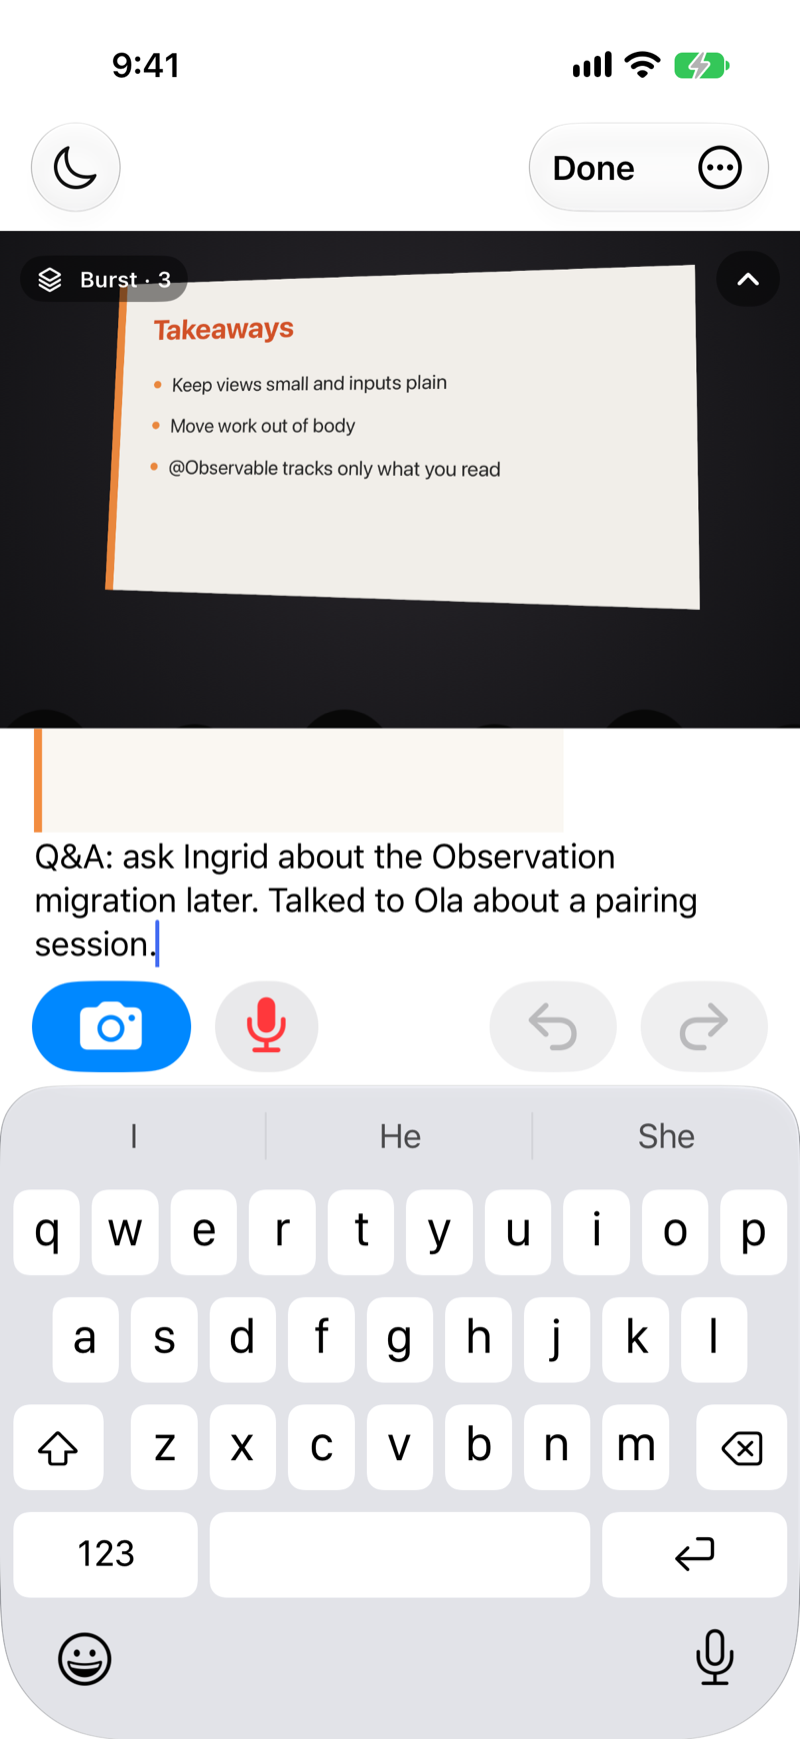 9:41
Done
Burst · 3
Takeaways
Keep views small and inputs plain
Move work out of body
@Observable tracks only what you read
Q&A: ask Ingrid about the Observation
migration later. Talked to Ola about a pairing
session.
I He She
q w e r t y u i o p
a s d f g h j k l
z x c v b n m
123